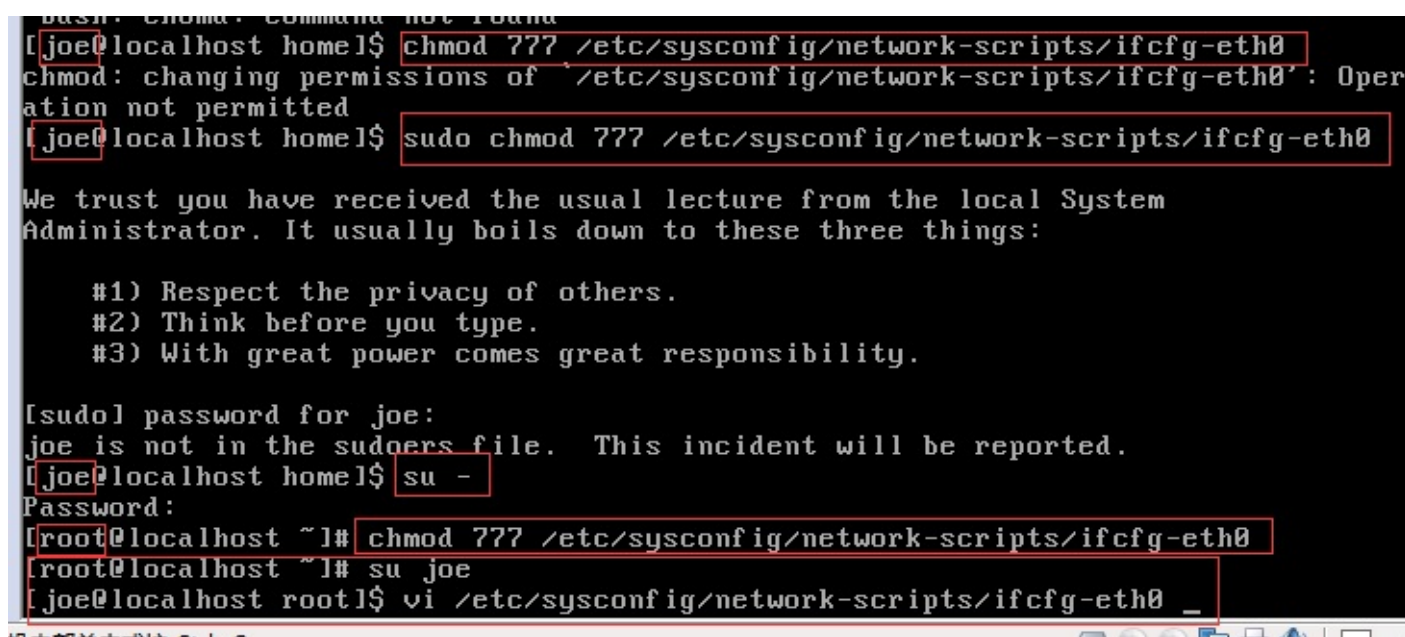 bash: chomd: command not found
[joe@localhost home]$ chmod 777 /etc/sysconfig/network-scripts/ifcfg-eth0
chmod: changing permissions of `/etc/sysconfig/network-scripts/ifcfg-eth0': Oper
ation not permitted
[joe@localhost home]$ sudo chmod 777 /etc/sysconfig/network-scripts/ifcfg-eth0
We trust you have received the usual lecture from the local System
Administrator. It usually boils down to these three things:
#1) Respect the privacy of others.
#2) Think before you type.
#3) With great power comes great responsibility.
[sudo] password for joe:
joe is not in the sudoers file.  This incident will be reported.
[joe@localhost home]$ su -
Password:
[root@localhost ~]# chmod 777 /etc/sysconfig/network-scripts/ifcfg-eth0
[root@localhost ~]# su joe
[joe@localhost root]$ vi /etc/sysconfig/network-scripts/ifcfg-eth0 _